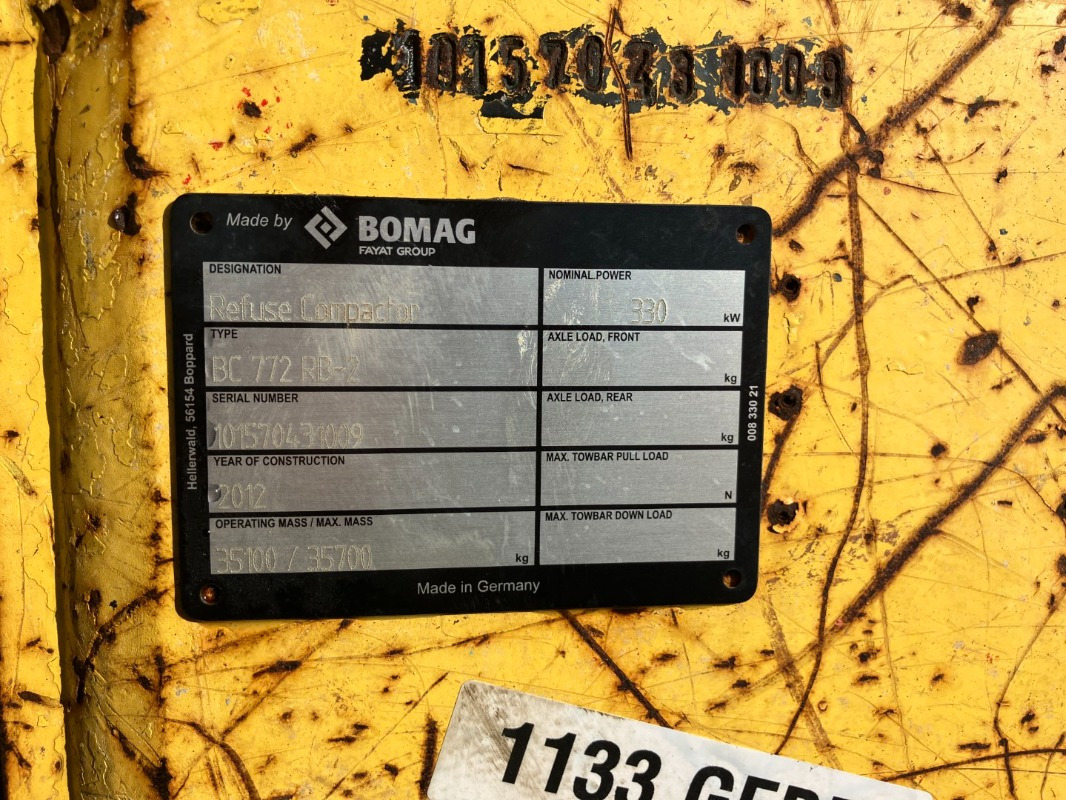 101570431009
Made by BOMAG
FAYAT GROUP
DESIGNATION
Refuse Compactor
NOMINAL.POWER
330 kW
TYPE
BC 772 RB-2
AXLE LOAD, FRONT
kg
SERIAL NUMBER
101570431009
AXLE LOAD, REAR
kg
YEAR OF CONSTRUCTION
2012
MAX. TOWBAR PULL LOAD
N
OPERATING MASS / MAX. MASS
35100 / 35700 kg
MAX. TOWBAR DOWN LOAD
kg
Made in Germany
Hellerwald, 56154 Boppard
008 330 21
1133